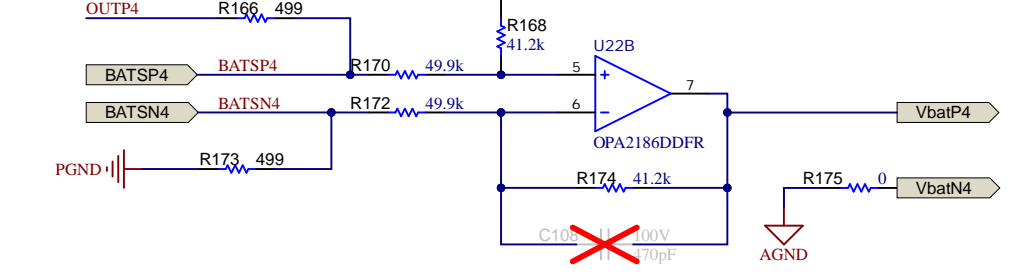 OUTP4
R166 499
R168
41.2k
U22B
BATSP4
BATSP4
R170 49.9k
5
7
BATSN4
BATSN4
R172 49.9k
6
VbatP4
OPA2186DDFR
PGND
R173 499
R174 41.2k
R175 0
VbatN4
C108
100V
470pF
AGND